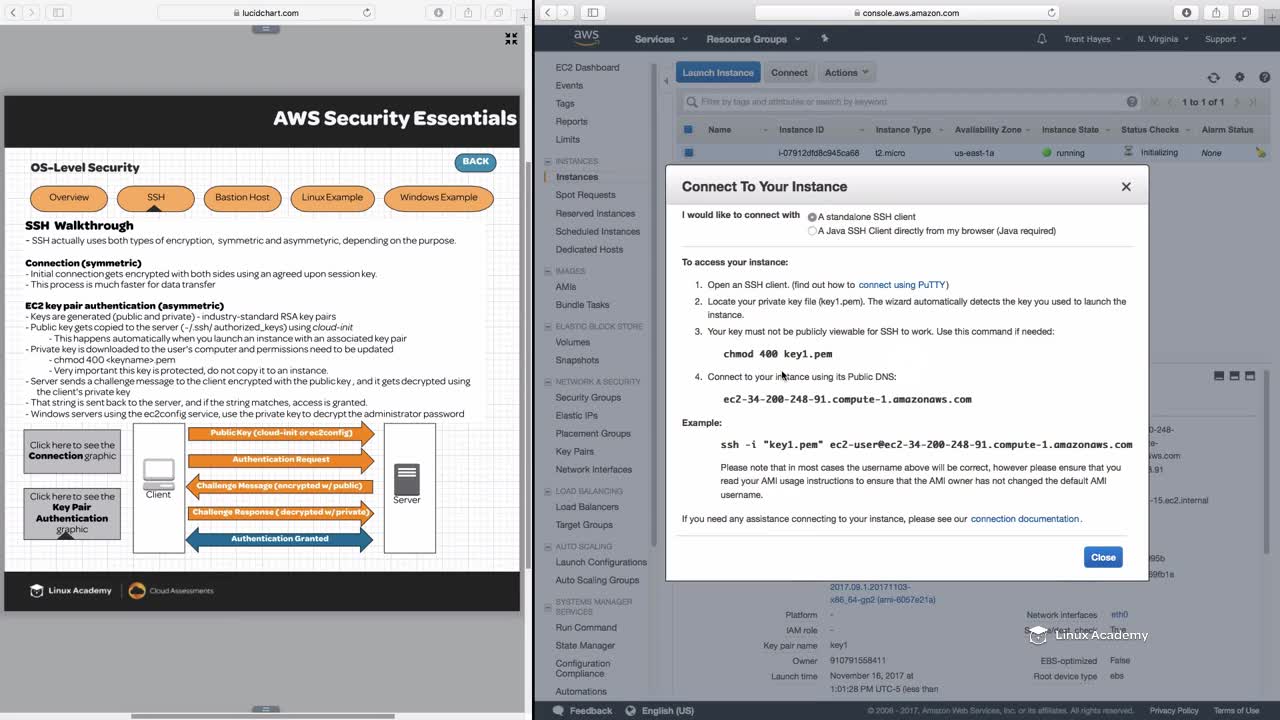 lucidchart.com
AWS Security Essentials
OS-Level Security
BACK
Overview
SSH
Bastion Host
Linux Example
Windows Example
SSH Walkthrough
- SSH actually uses both types of encryption, symmetric and asymmetyric, depending on the purpose.
Connection (symmetric)
- Initial connection gets encrypted with both sides using an agreed upon session key.
- This process is much faster for data transfer
EC2 key pair authentication (asymmetric)
- Keys are generated (public and private) - industry-standard RSA key pairs
- Public key gets copied to the server (~/.ssh/ authorized_keys) using cloud-init
- This happens automatically when you launch an instance with an associated key pair
- Private key is downloaded to the user's computer and permissions need to be updated
- chmod 400 <keyname>.pem
- Very important this key is protected, do not copy it to an instance.
- Server sends a challenge message to the client encrypted with the public key , and it gets decrypted using
the client's private key
- That string is sent back to the server, and if the string matches, access is granted.
- Windows servers using the ec2config service, use the private key to decrypt the administrator password
Click here to see the
Connection graphic
Click here to see the
Key Pair
Authentication
graphic
Client
Public Key (cloud-init or ec2config)
Authentication Request
Challenge Message (encrypted w/ public)
Challenge Response ( decrypted w/ private)
Authentication Granted
Server
Linux Academy
Cloud Assessments
console.aws.amazon.com
aws
Services
Resource Groups
Trent Hayes
N. Virginia
Support
EC2 Dashboard
Events
Tags
Reports
Limits
INSTANCES
Instances
Spot Requests
Reserved Instances
Scheduled Instances
Dedicated Hosts
IMAGES
AMIs
Bundle Tasks
ELASTIC BLOCK STORE
Volumes
Snapshots
NETWORK & SECURITY
Security Groups
Elastic IPs
Placement Groups
Key Pairs
Network Interfaces
LOAD BALANCING
Load Balancers
Target Groups
AUTO SCALING
Launch Configurations
Auto Scaling Groups
SYSTEMS MANAGER
SERVICES
Run Command
State Manager
Configuration
Compliance
Automations
Launch Instance
Connect
Actions
Filter by tags and attributes or search by keyword
1 to 1 of 1
Name
Instance ID
Instance Type
Availability Zone
Instance State
Status Checks
Alarm Status
i-07912dfd8c945ca68
t2.micro
us-east-1a
running
Initializing
None
Connect To Your Instance
I would like to connect with
A standalone SSH client
A Java SSH Client directly from my browser (Java required)
To access your instance:
1. Open an SSH client. (find out how to connect using PuTTY)
2. Locate your private key file (key1.pem). The wizard automatically detects the key you used to launch the
instance.
3. Your key must not be publicly viewable for SSH to work. Use this command if needed:
chmod 400 key1.pem
4. Connect to your instance using its Public DNS:
ec2-34-200-248-91.compute-1.amazonaws.com
Example:
ssh -i "key1.pem" ec2-user@ec2-34-200-248-91.compute-1.amazonaws.com
Please note that in most cases the username above will be correct, however please ensure that you
read your AMI usage instructions to ensure that the AMI owner has not changed the default AMI
username.
If you need any assistance connecting to your instance, please see our connection documentation.
Close
2017.09.1.20171103-
x86_64-gp2 (ami-6057e21a)
Platform -
IAM role -
Key pair name key1
Owner 910791558411
Launch time November 16, 2017 at
1:01:28 PM UTC-5 (less than
Network interfaces eth0
True
EBS-optimized False
Root device type ebs
Linux Academy
Feedback
English (US)
© 2008 - 2017, Amazon Web Services, Inc. or its affiliates. All rights reserved.
Privacy Policy
Terms of Use